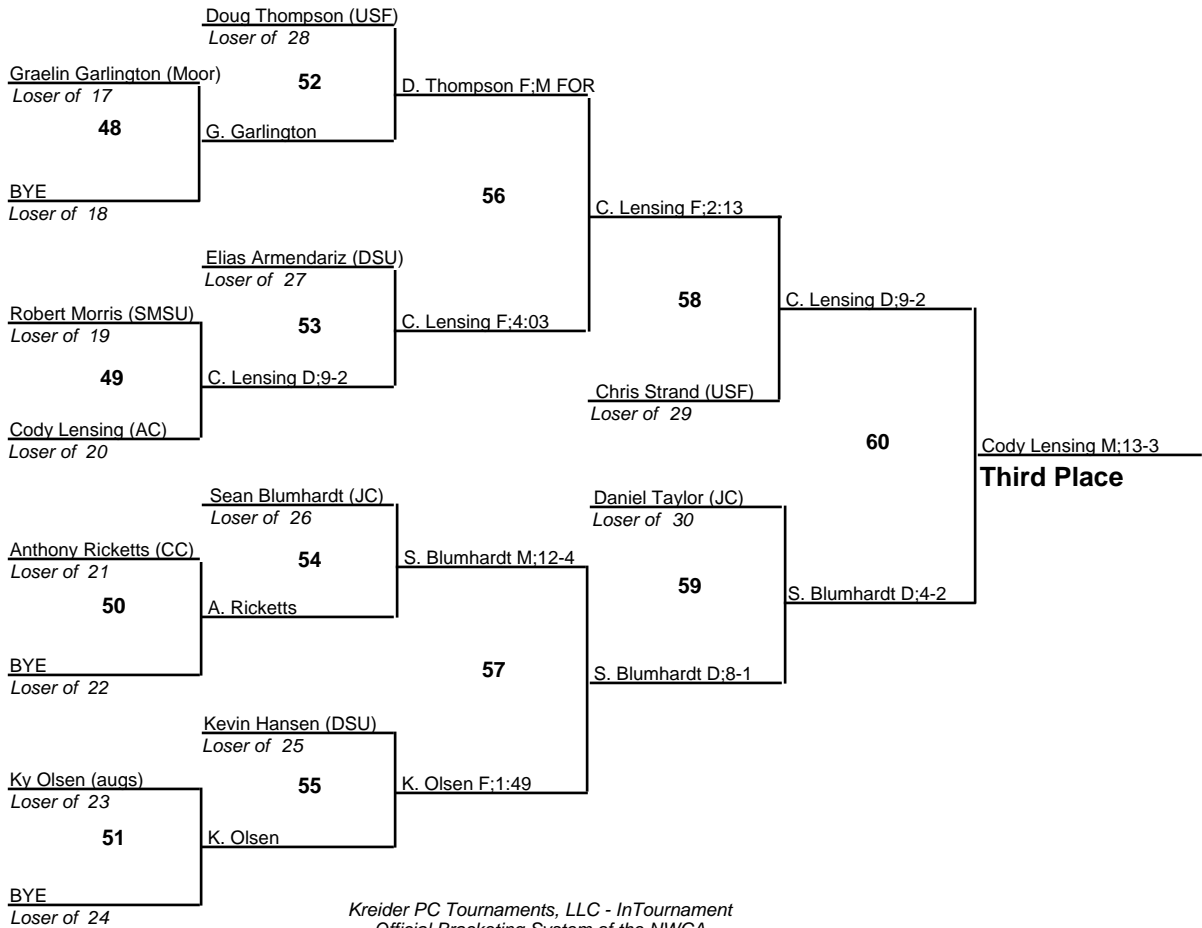 Doug Thompson (USF)
Loser of 28
Graelin Garlington (Moor)
Loser of 17
52
D. Thompson F;M FOR
48
G. Garlington
BYE
Loser of 18
56
C. Lensing F;2:13
Elias Armendariz (DSU)
Loser of 27
Robert Morris (SMSU)
Loser of 19
53
C. Lensing F;4:03
58
C. Lensing D;9-2
49
C. Lensing D;9-2
Chris Strand (USF)
Loser of 29
Cody Lensing (AC)
Loser of 20
60
Cody Lensing M;13-3
Third Place
Sean Blumhardt (JC)
Loser of 26
Daniel Taylor (JC)
Loser of 30
Anthony Ricketts (CC)
Loser of 21
54
S. Blumhardt M;12-4
59
S. Blumhardt D;4-2
50
A. Ricketts
BYE
Loser of 22
57
S. Blumhardt D;8-1
Kevin Hansen (DSU)
Loser of 25
Ky Olsen (augs)
Loser of 23
55
K. Olsen F;1:49
51
K. Olsen
BYE
Loser of 24
Kreider PC Tournaments, LLC - InTournament
Official Bracketing System of the NWCA